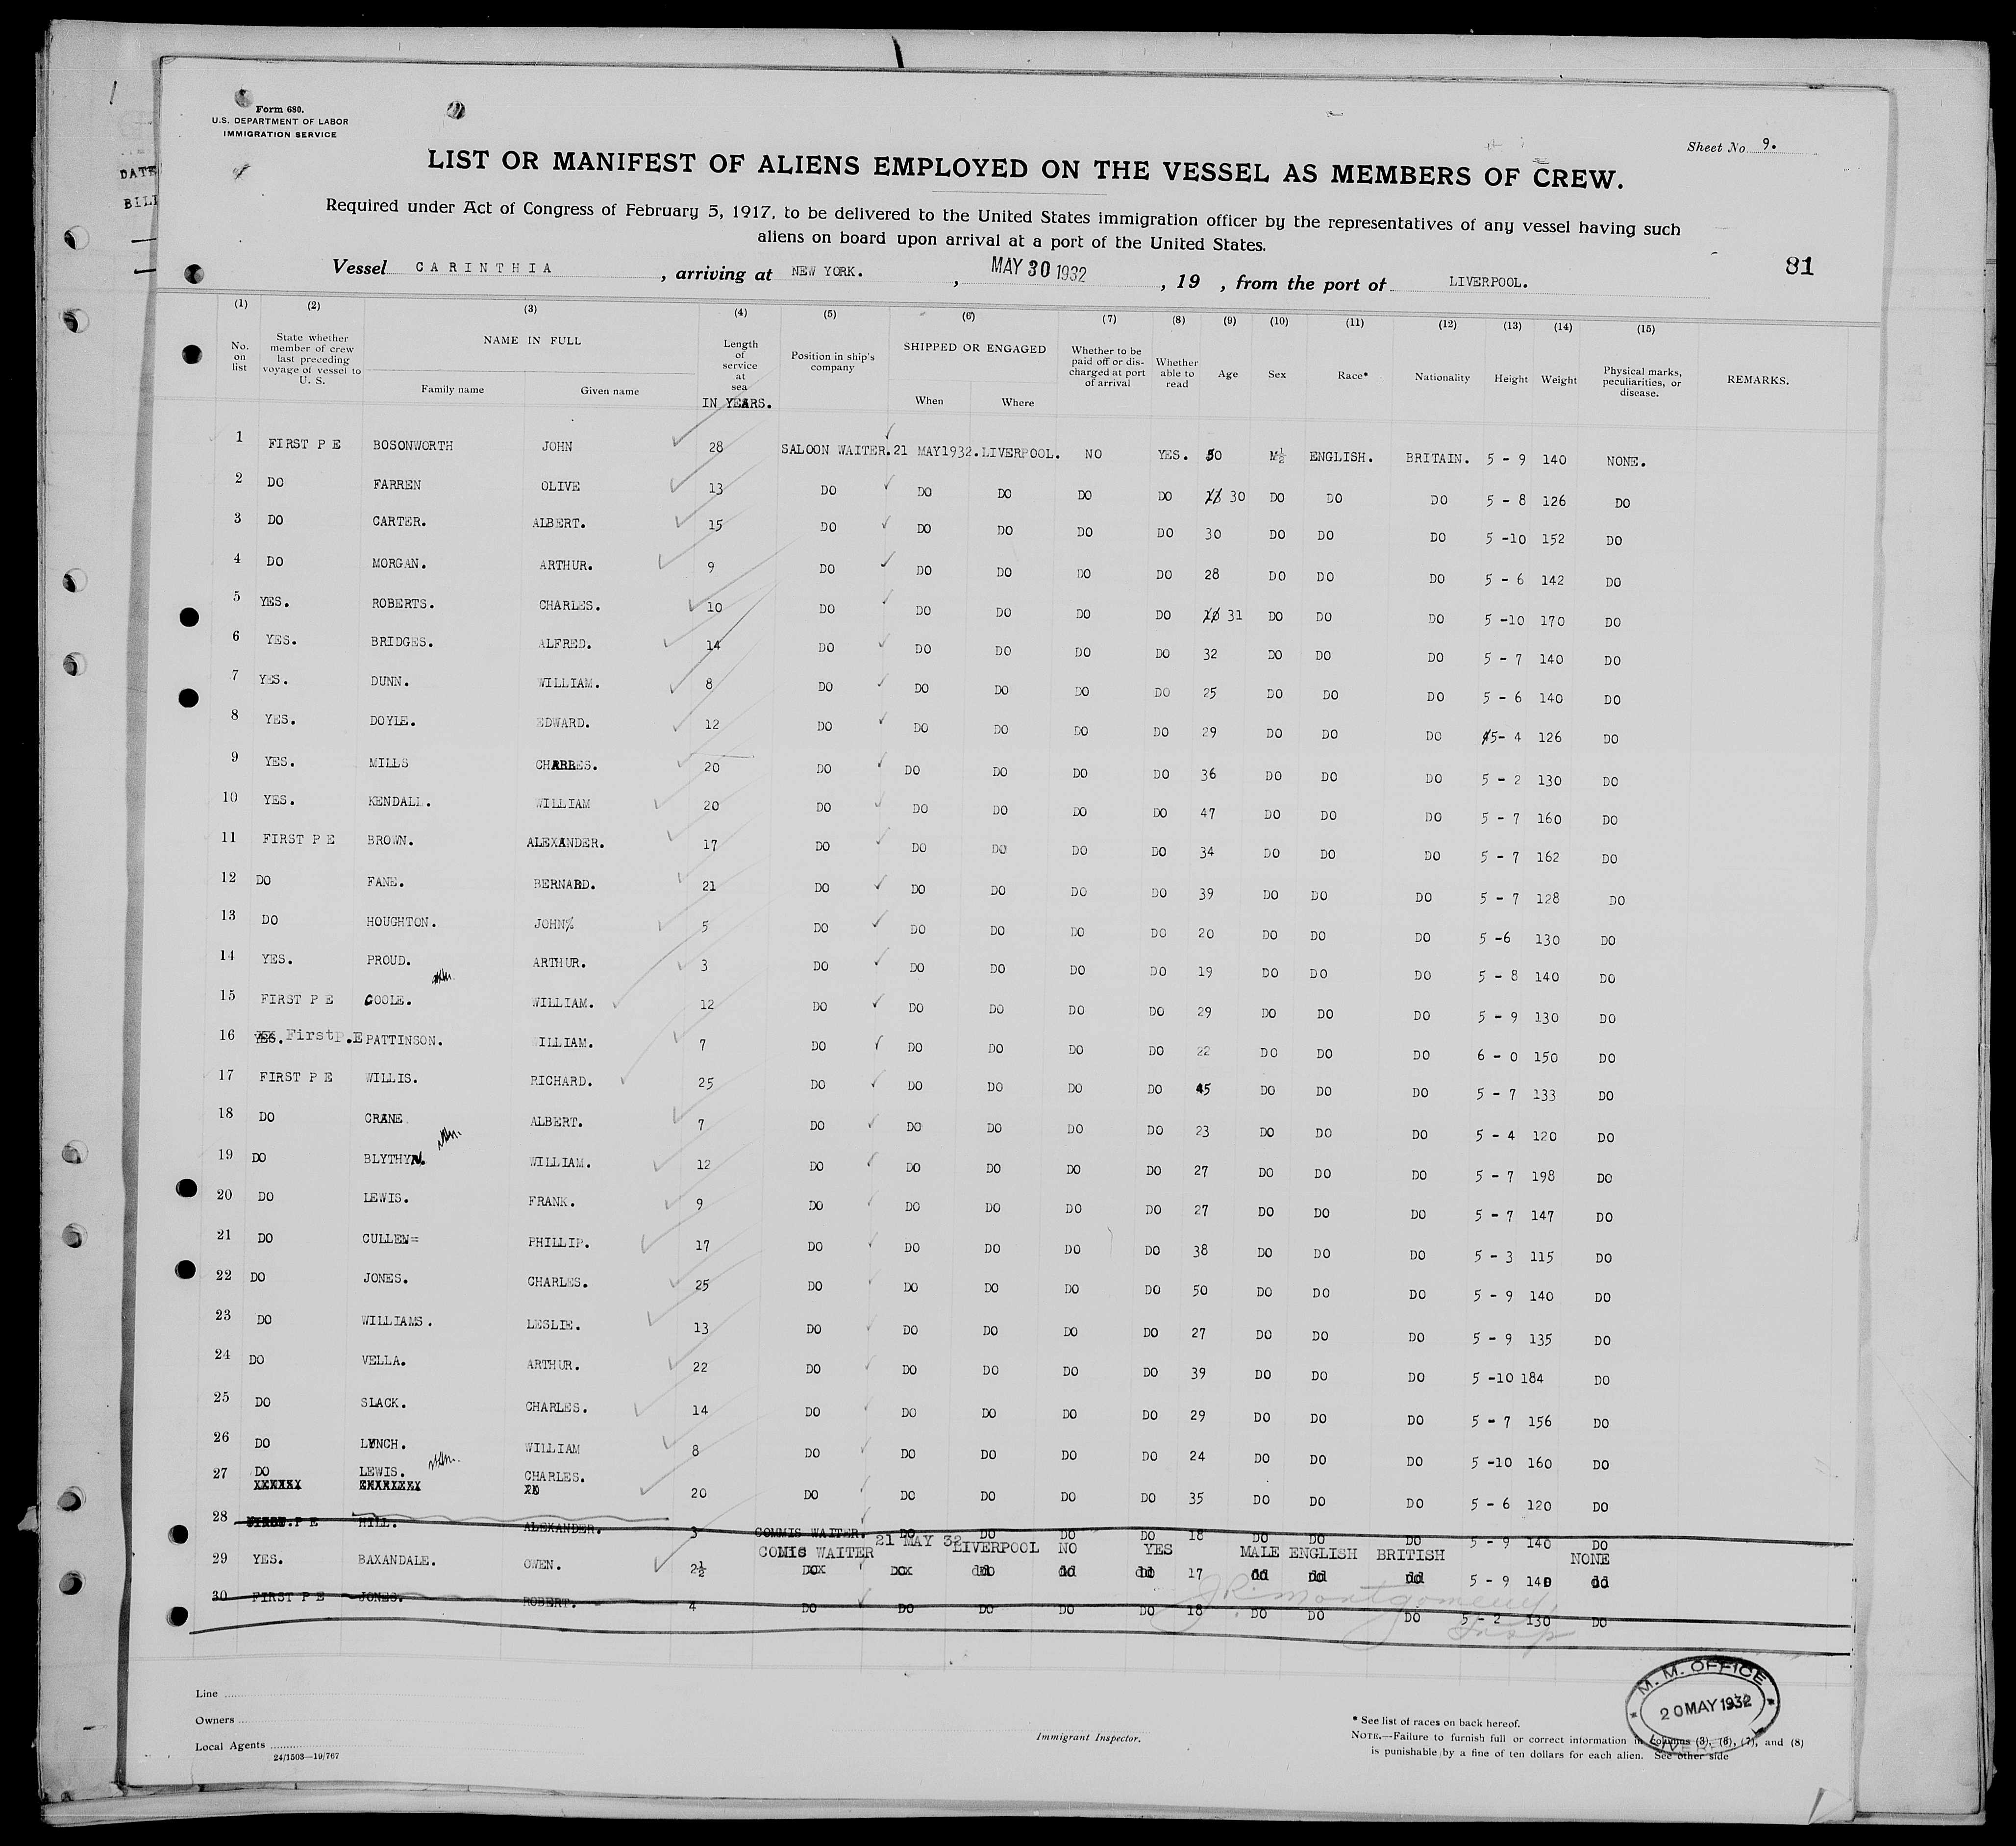 DATE
BILL
Form 680.
U.S. DEPARTMENT OF LABOR
IMMIGRATION SERVICE
Sheet No 9.
LIST OR MANIFEST OF ALIENS EMPLOYED ON THE VESSEL AS MEMBERS OF CREW.
Required under Act of Congress of February 5, 1917, to be delivered to the United States immigration officer by the representatives of any vessel having such
aliens on board upon arrival at a port of the United States.
Vessel CARINTHIA , arriving at NEW YORK. , MAY 30 1932 , 19 , from the port of LIVERPOOL.
81
(1) (2) (3) (4) (5) (6) (7) (8) (9) (10) (11) (12) (13) (14) (15)
No. on list State whether member of crew last preceding voyage of vessel to U. S. NAME IN FULL Family name Given name Length of service at sea IN YEARS. Position in ship's company SHIPPED OR ENGAGED When Where Whether to be paid off or discharged at port of arrival Whether able to read Age Sex Race* Nationality Height Weight Physical marks, peculiarities, or disease. REMARKS.
1 FIRST P E BOSONWORTH JOHN 28 SALOON WAITER. 21 MAY1932. LIVERPOOL. NO YES. 50 M½ ENGLISH. BRITAIN. 5 - 9 140 NONE.
2 DO FARREN OLIVE 13 DO DO DO DO DO 30 DO DO DO 5 - 8 126 DO
3 DO CARTER. ALBERT. 15 DO DO DO DO DO 30 DO DO DO 5 -10 152 DO
4 DO MORGAN. ARTHUR. 9 DO DO DO DO DO 28 DO DO DO 5 - 6 142 DO
5 YES. ROBERTS. CHARLES. 10 DO DO DO DO DO 31 DO DO DO 5 -10 170 DO
6 YES. BRIDGES. ALFRED. 14 DO DO DO DO DO 32 DO DO DO 5 - 7 140 DO
7 YES. DUNN. WILLIAM. 8 DO DO DO DO DO 25 DO DO DO 5 - 6 140 DO
8 YES. DOYLE. EDWARD. 12 DO DO DO DO DO 29 DO DO DO 5- 4 126 DO
9 YES. MILLS CHARLES. 20 DO DO DO DO DO 36 DO DO DO 5 - 2 130 DO
10 YES. KENDALL. WILLIAM 20 DO DO DO DO DO 47 DO DO DO 5 - 7 160 DO
11 FIRST P E BROWN. ALEXANDER. 17 DO DO DO DO DO 34 DO DO DO 5 - 7 162 DO
12 DO FANE. BERNARD. 21 DO DO DO DO DO 39 DO DO DO 5 - 7 128 DO
13 DO HOUGHTON. JOHN 5 DO DO DO DO DO 20 DO DO DO 5 -6 130 DO
14 YES. PROUD. ARTHUR. 3 DO DO DO DO DO 19 DO DO DO 5 - 8 140 DO
15 FIRST P E COOLE. WILLIAM. 12 DO DO DO DO DO 29 DO DO DO 5 - 9 130 DO
16 YES. First P.E PATTINSON. WILLIAM. 7 DO DO DO DO DO 22 DO DO DO 6 - 0 150 DO
17 FIRST P E WILLIS. RICHARD. 25 DO DO DO DO DO 45 DO DO DO 5 - 7 133 DO
18 DO CRANE ALBERT. 7 DO DO DO DO DO 23 DO DO DO 5 - 4 120 DO
19 DO BLYTHYN. WILLIAM. 12 DO DO DO DO DO 27 DO DO DO 5 - 7 198 DO
20 DO LEWIS. FRANK. 9 DO DO DO DO DO 27 DO DO DO 5 - 7 147 DO
21 DO CULLEN= PHILLIP. 17 DO DO DO DO DO 38 DO DO DO 5 - 3 115 DO
22 DO JONES. CHARLES. 25 DO DO DO DO DO 50 DO DO DO 5 - 9 140 DO
23 DO WILLIAMS. LESLIE. 13 DO DO DO DO DO 27 DO DO DO 5 - 9 135 DO
24 DO VELLA. ARTHUR. 22 DO DO DO DO DO 39 DO DO DO 5 -10 184 DO
25 DO SLACK. CHARLES. 14 DO DO DO DO DO 29 DO DO DO 5 - 7 156 DO
26 DO LYNCH. WILLIAM 8 DO DO DO DO DO 24 DO DO DO 5 -10 160 DO
27 DO LEWIS. CHARLES. 20 DO DO DO DO DO 35 DO DO DO 5 - 6 120 DO
28 FIRST.P E HILL. ALEXANDER. 3 COMMIS WAITER. DO DO DO DO 18 DO DO DO 5 - 9 140 DO
29 YES. BAXANDALE. OWEN. 2½ COMIS WAITER 21 MAY 32 LIVERPOOL NO YES 17 MALE ENGLISH BRITISH 5 - 9 140 NONE
30 FIRST P E JONES. ROBERT. 4 DO DO DO DO DO 18 DO DO DO 5 - 2 130 DO
J.R. Montgomery
Insp
Line
Owners
Local Agents
24/1503—19/767
Immigrant Inspector.
* See list of races on back hereof.
NOTE.—Failure to furnish full or correct information in columns (3), (6), (7), and (8)
is punishable by a fine of ten dollars for each alien. See other side
M. M. OFFICE
20 MAY 1932